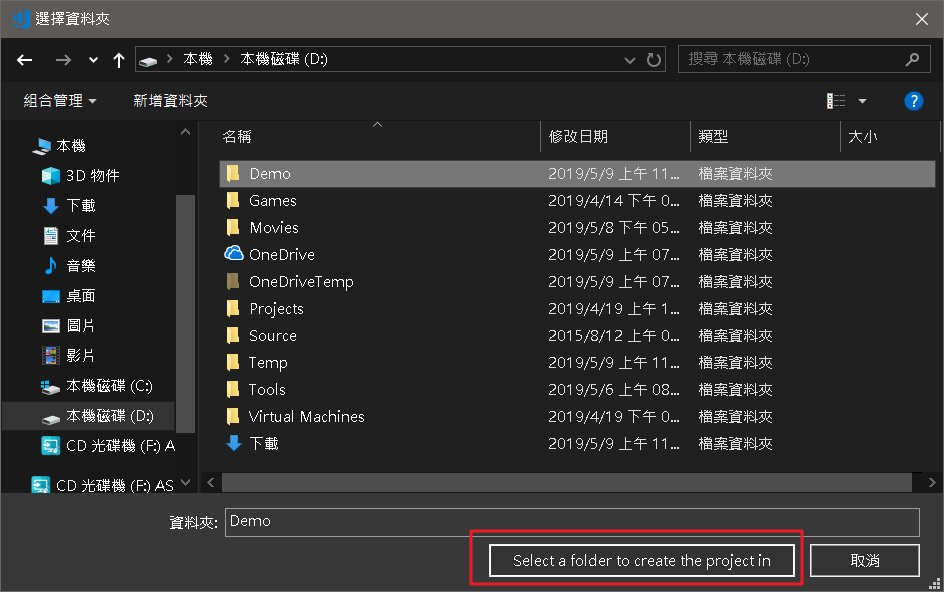 選擇資料夾
本機 › 本機磁碟 (D:)
搜尋 本機磁碟 (D:)
組合管理
新增資料夾
?
本機
3D 物件
下載
文件
音樂
桌面
圖片
影片
本機磁碟 (C:)
本機磁碟 (D:)
CD 光碟機 (F:) A
CD 光碟機 (F:) AS
名稱 修改日期 類型 大小
Demo 2019/5/9 上午 11... 檔案資料夾
Games 2019/4/14 下午 0... 檔案資料夾
Movies 2019/5/8 下午 05... 檔案資料夾
OneDrive 2019/5/9 上午 07... 檔案資料夾
OneDriveTemp 2019/5/9 上午 07... 檔案資料夾
Projects 2019/4/19 上午 1... 檔案資料夾
Source 2015/8/12 上午 0... 檔案資料夾
Temp 2019/5/9 上午 11... 檔案資料夾
Tools 2019/5/6 上午 08... 檔案資料夾
Virtual Machines 2019/4/19 下午 0... 檔案資料夾
下載 2019/5/9 上午 11... 檔案資料夾
資料夾: Demo
Select a folder to create the project in
取消